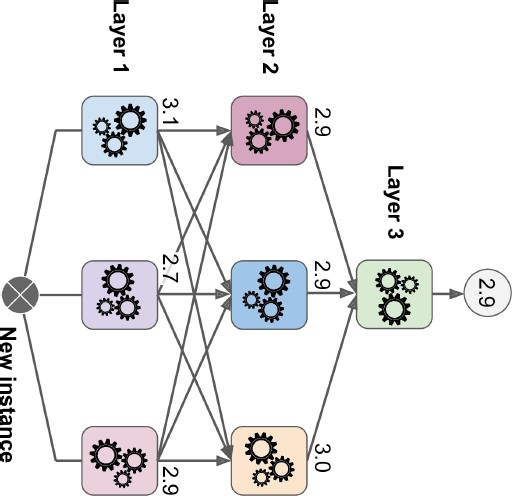 2.9
Layer 3
2.9
2.9
3.0
Layer 2
3.1
2.7
2.9
Layer 1
New instance